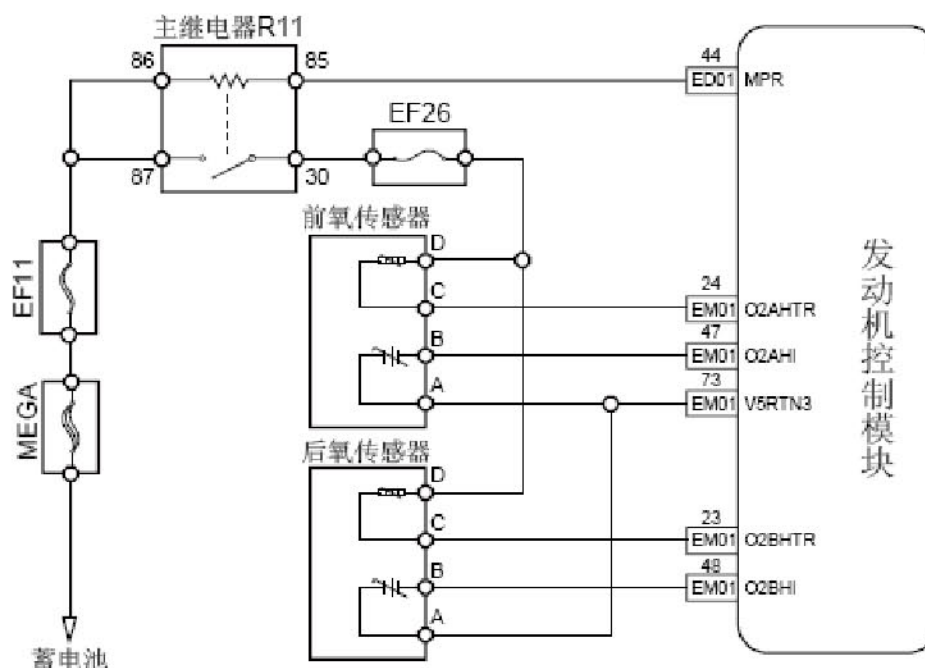 主继电器R11
86
85
44
ED01
MPR
EF26
87
30
前氧传感器
D
C
24
EM01
O2AHTR
B
47
EM01
O2AHI
A
73
EM01
V5RTN3
EF11
MEGA
后氧传感器
D
C
23
EM01
O2BHTR
B
48
EM01
O2BHI
A
发动机控制模块
蓄电池